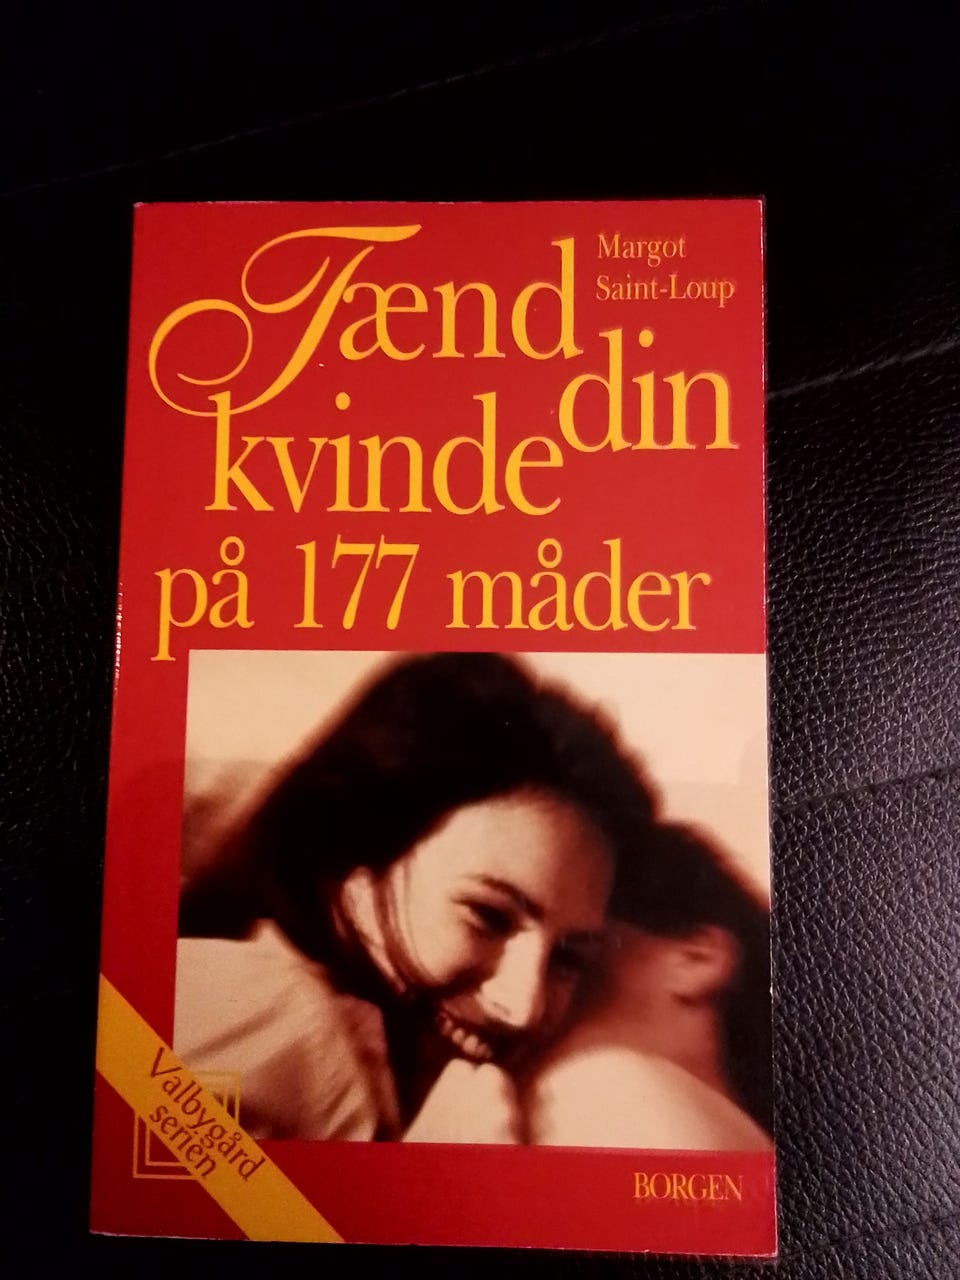 Margot
Saint-Loup
Tænd
din
kvinde
på 177 måder
Valbygård
serien
BORGEN